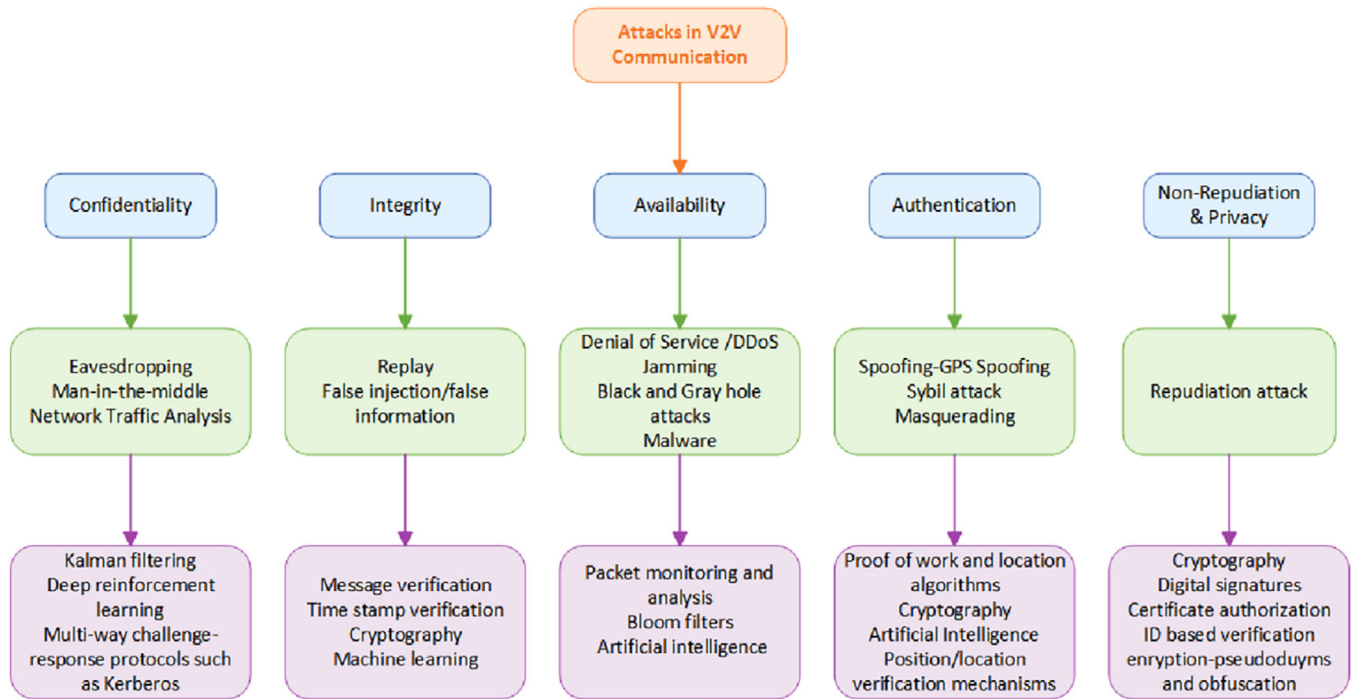 Attacks in V2V
Communication
Confidentiality
Integrity
Availability
Authentication
Non-Repudiation
& Privacy
Eavesdropping
Man-in-the-middle
Network Traffic Analysis
Replay
False injection/false
information
Denial of Service /DDoS
Jamming
Black and Gray hole
attacks
Malware
Spoofing-GPS Spoofing
Sybil attack
Masquerading
Repudiation attack
Kalman filtering
Deep reinforcement
learning
Multi-way challenge-
response protocols such
as Kerberos
Message verification
Time stamp verification
Cryptography
Machine learning
Packet monitoring and
analysis
Bloom filters
Artificial intelligence
Proof of work and location
algorithms
Cryptography
Artificial Intelligence
Position/location
verification mechanisms
Cryptography
Digital signatures
Certificate authorization
ID based verification
enryption-pseudoduyms
and obfuscation